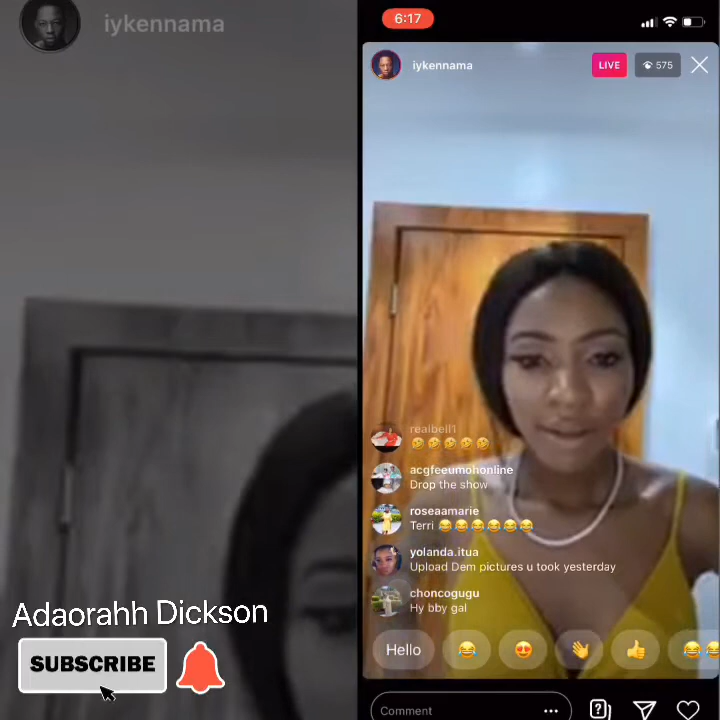 iykennama
6:17
iykennama
LIVE
575
realbell1
🤣🤣🤣🤣🤣
acgfeeumohonline
Drop the show
roseaamarie
Terri 😂😂😂😂😂😂
yolanda.itua
Upload Dem pictures u took yesterday
choncogugu
Hy bby gal
Hello
Comment
Adaorahh Dickson
SUBSCRIBE